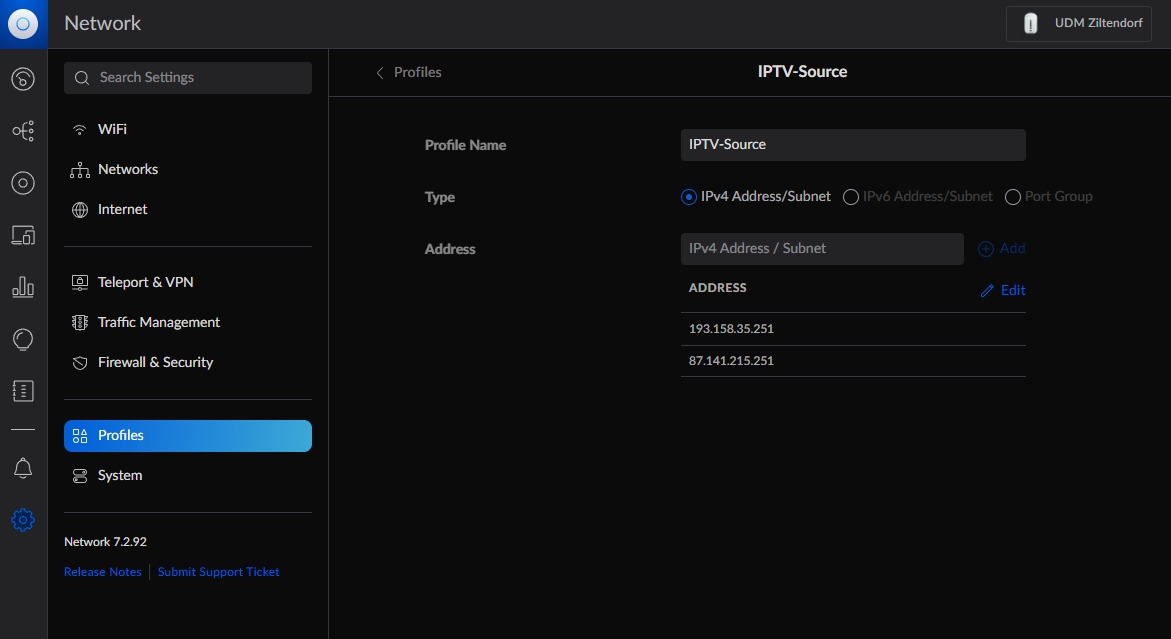 Network
UDM Ziltendorf
Search Settings
Profiles
IPTV-Source
WiFi
Networks
Internet
Teleport & VPN
Traffic Management
Firewall & Security
Profiles
System
Network 7.2.92
Release Notes
Submit Support Ticket
Profile Name
IPTV-Source
Type
IPv4 Address/Subnet
IPv6 Address/Subnet
Port Group
Address
IPv4 Address / Subnet
Add
ADDRESS
Edit
193.158.35.251
87.141.215.251